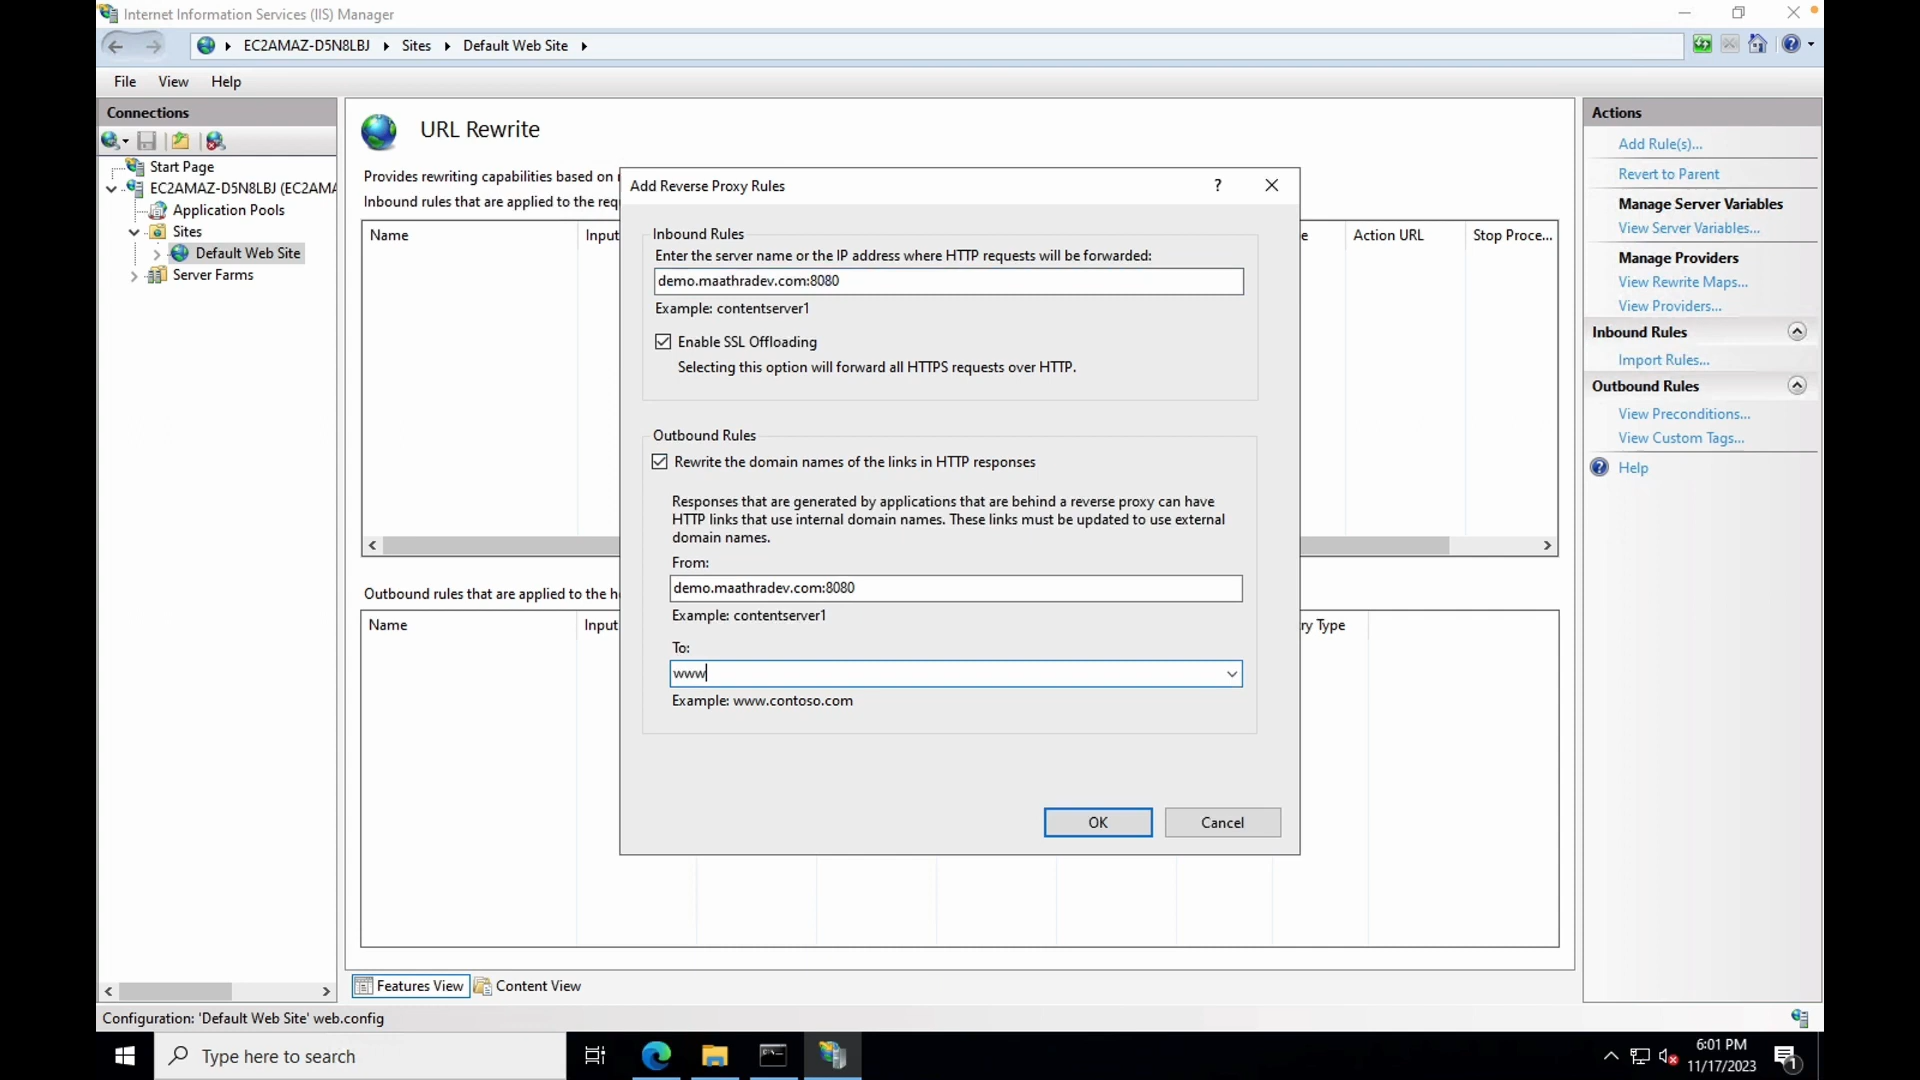 Internet Information Services (IIS) Manager
EC2AMAZ-D5N8LBJ
Sites
Default Web Site
File
View
Help
Connections
Start Page
EC2AMAZ-D5N8LBJ (EC2AMA
Application Pools
Sites
Default Web Site
Server Farms
URL Rewrite
Provides rewriting capabilities based on
Inbound rules that are applied to the requ
Name
Input
e
Action URL
Stop Proce...
Outbound rules that are applied to the h
Name
Input
ry Type
Add Reverse Proxy Rules
?
Inbound Rules
Enter the server name or the IP address where HTTP requests will be forwarded:
demo.maathradev.com:8080
Example: contentserver1
Enable SSL Offloading
Selecting this option will forward all HTTPS requests over HTTP.
Outbound Rules
Rewrite the domain names of the links in HTTP responses
Responses that are generated by applications that are behind a reverse proxy can have
HTTP links that use internal domain names. These links must be updated to use external
domain names.
From:
demo.maathradev.com:8080
Example: contentserver1
To:
www
Example: www.contoso.com
OK
Cancel
Actions
Add Rule(s)...
Revert to Parent
Manage Server Variables
View Server Variables...
Manage Providers
View Rewrite Maps...
View Providers...
Inbound Rules
Import Rules...
Outbound Rules
View Preconditions...
View Custom Tags...
Help
Features View
Content View
Configuration: 'Default Web Site' web.config
Type here to search
6:01 PM
11/17/2023
1